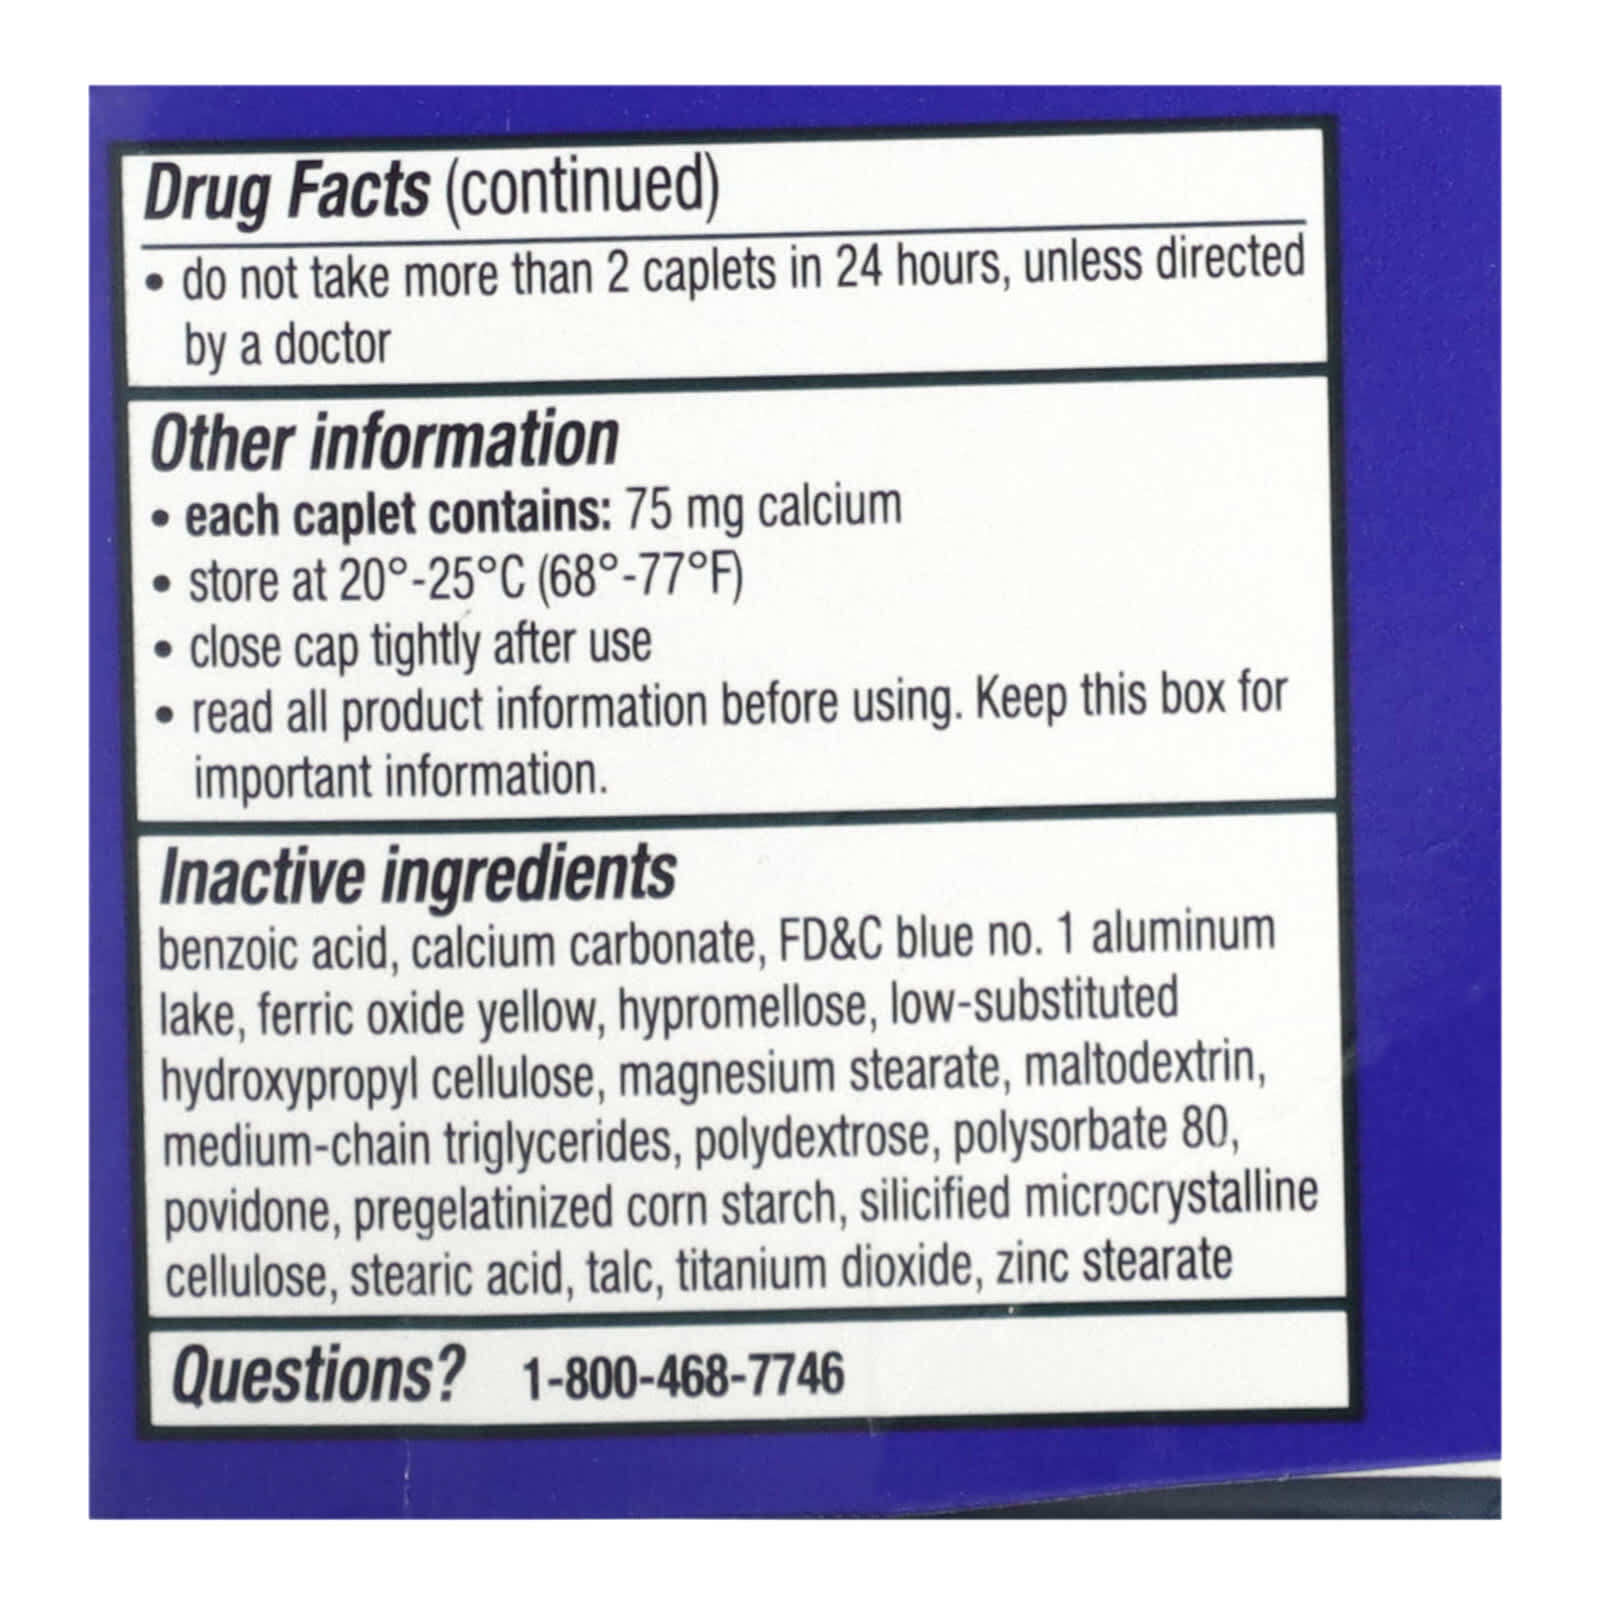 Drug Facts (continued)
• do not take more than 2 caplets in 24 hours, unless directed
by a doctor
Other information
• each caplet contains: 75 mg calcium
• store at 20°-25°C (68°-77°F)
• close cap tightly after use
• read all product information before using. Keep this box for
important information.
Inactive ingredients
benzoic acid, calcium carbonate, FD&C blue no. 1 aluminum
lake, ferric oxide yellow, hypromellose, low-substituted
hydroxypropyl cellulose, magnesium stearate, maltodextrin,
medium-chain triglycerides, polydextrose, polysorbate 80,
povidone, pregelatinized corn starch, silicified microcrystalline
cellulose, stearic acid, talc, titanium dioxide, zinc stearate
Questions? 1-800-468-7746